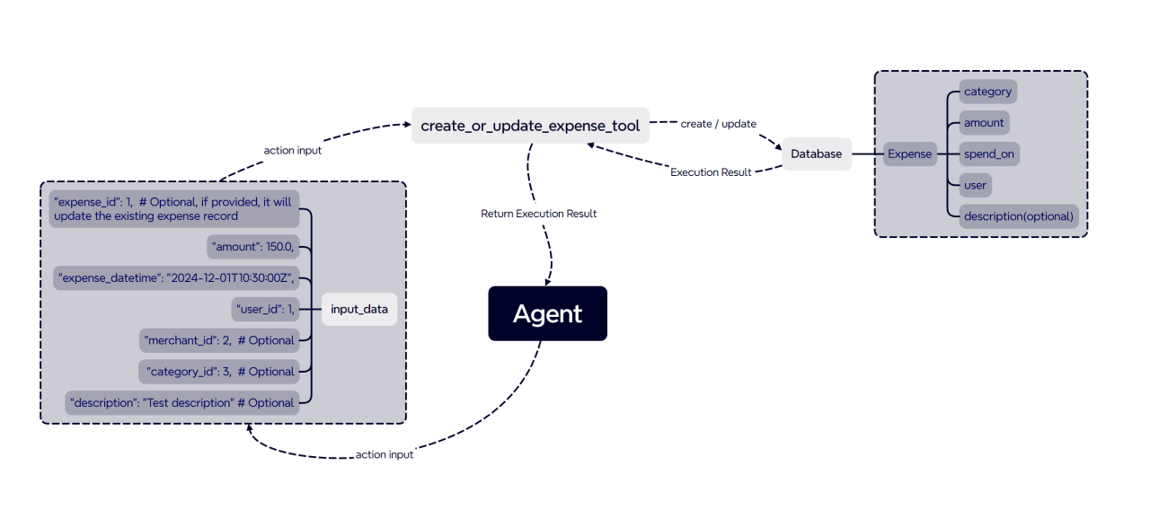 create_or_update_expense_tool
create / update
Database
Execution Result
Expense
category
amount
spend_on
user
description(optional)
action input
"expense_id": 1,  # Optional, if provided, it will
update the existing expense record
"amount": 150.0,
"expense_datetime": "2024-12-01T10:30:00Z",
"user_id": 1,
"merchant_id": 2,  # Optional
"category_id": 3,  # Optional
"description": "Test description" # Optional
input_data
Return Execution Result
Agent
action input